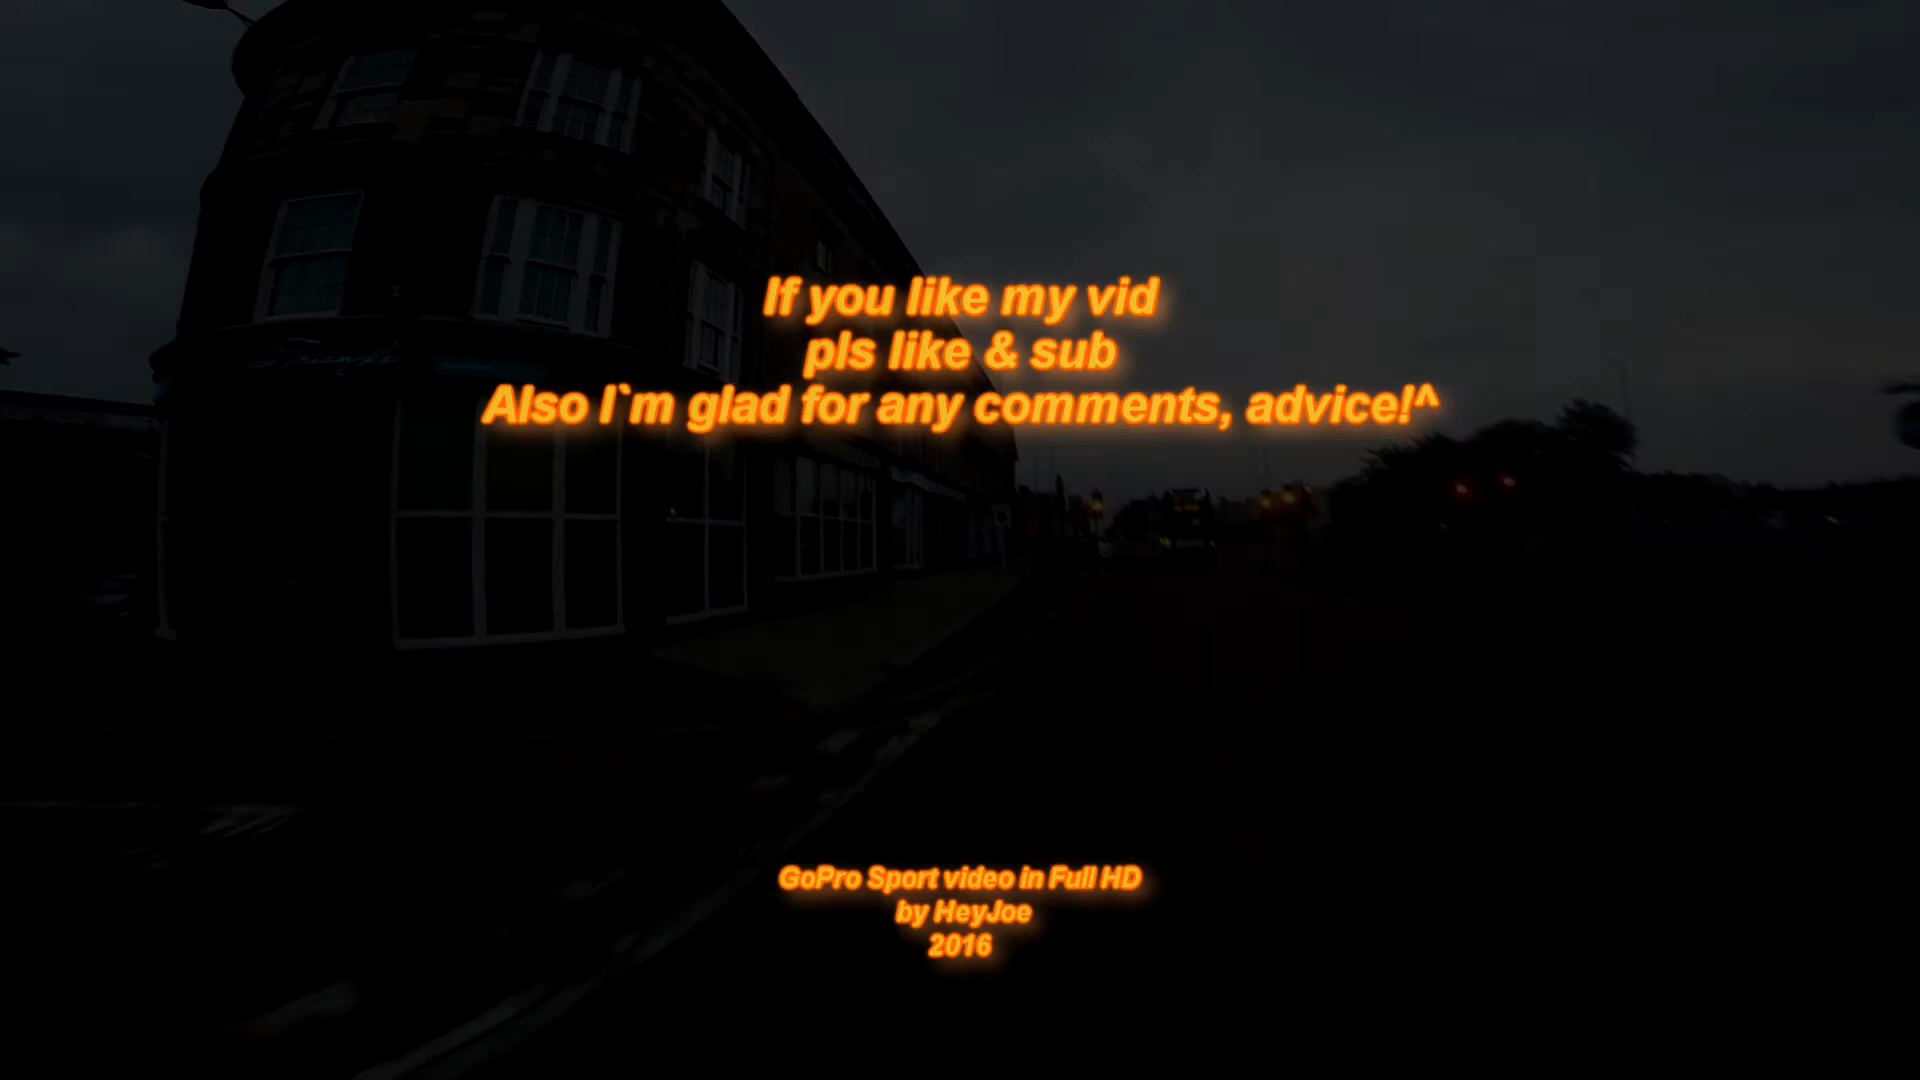 If you like my vid
pls like & sub
Also I`m glad for any comments, advice!^
Triangle
GoPro Sport video in Full HD
by HeyJoe
2016